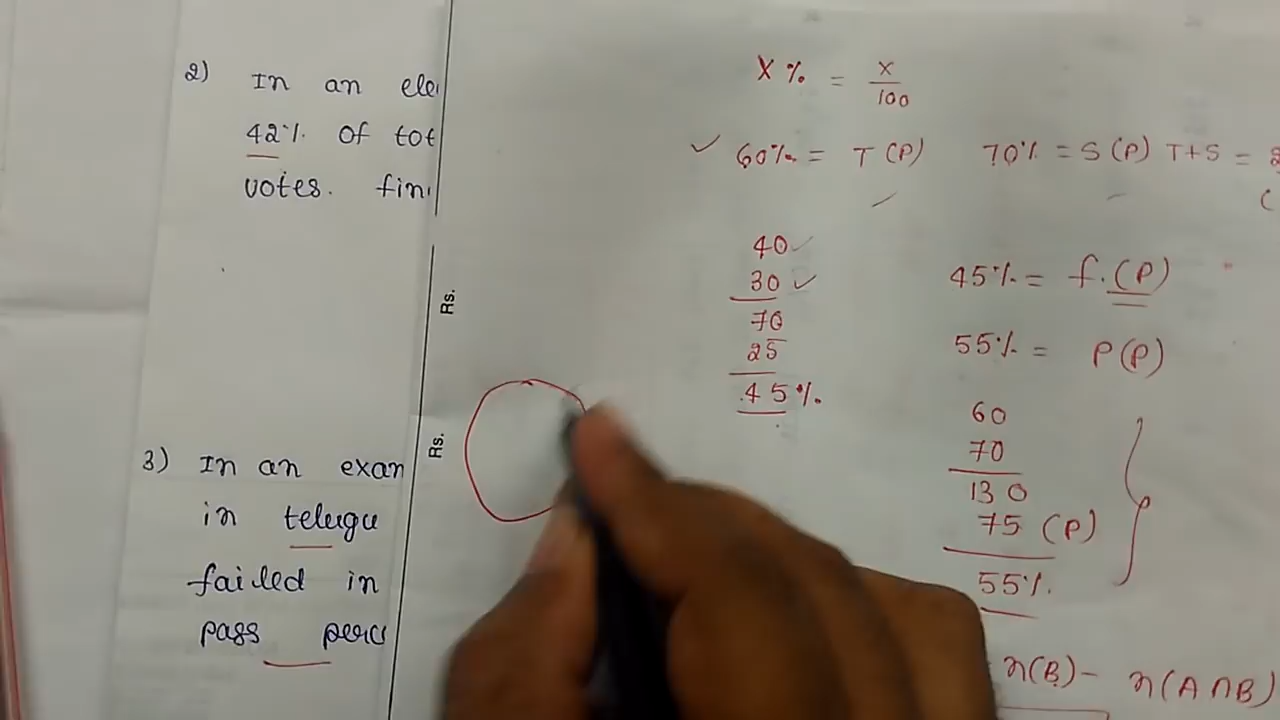 2) In an ele
42% of tot
votes. fin
Rs.
Rs.
3) In an exam
in telugu
failed in
pass perc
X% = X/100
✓ 60% = T(P) 70% = S(P) T+S =
40 ✓
30 ✓
70
25
45%.
45% = f.(P)
55% = P(P)
60
70
130
75 (P)
55%.
n(B) - n(A∩B)